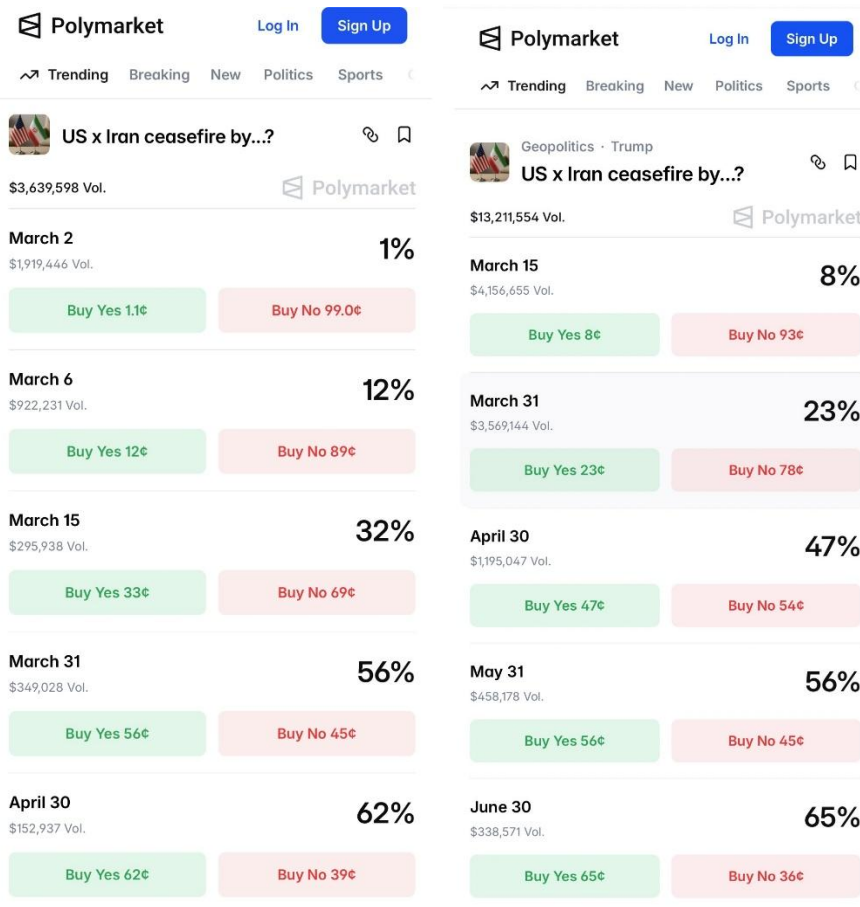 Polymarket
Log In
Sign Up
Trending Breaking New Politics Sports
US x Iran ceasefire by...?
$3,639,598 Vol.
Polymarket
March 2
$1,919,446 Vol.
1%
Buy Yes 1.1¢
Buy No 99.0¢
March 6
$922,231 Vol.
12%
Buy Yes 12¢
Buy No 89¢
March 15
$295,938 Vol.
32%
Buy Yes 33¢
Buy No 69¢
March 31
$349,028 Vol.
56%
Buy Yes 56¢
Buy No 45¢
April 30
$152,937 Vol.
62%
Buy Yes 62¢
Buy No 39¢
Polymarket
Log In
Sign Up
Trending Breaking New Politics Sports
Geopolitics · Trump
US x Iran ceasefire by...?
$13,211,554 Vol.
Polymarket
March 15
$4,156,655 Vol.
8%
Buy Yes 8¢
Buy No 93¢
March 31
$3,569,144 Vol.
23%
Buy Yes 23¢
Buy No 78¢
April 30
$1,195,047 Vol.
47%
Buy Yes 47¢
Buy No 54¢
May 31
$458,178 Vol.
56%
Buy Yes 56¢
Buy No 45¢
June 30
$338,571 Vol.
65%
Buy Yes 65¢
Buy No 36¢